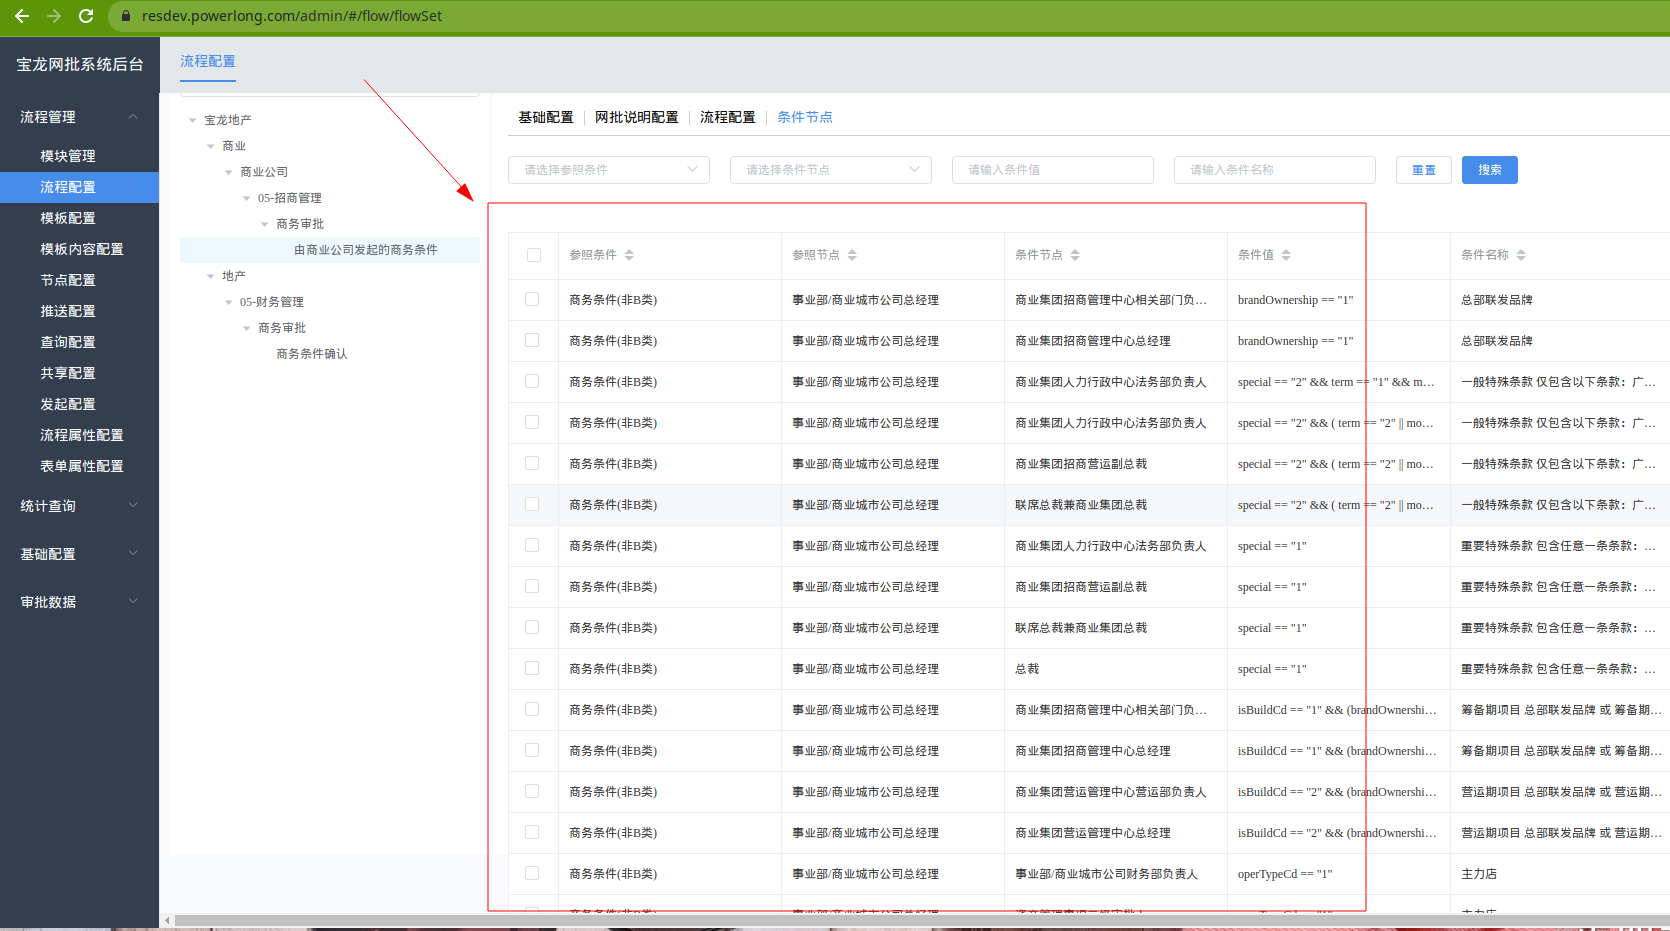 resdev.powerlong.com/admin/#/flow/flowSet
宝龙网批系统后台
流程管理
模块管理
流程配置
模板配置
模板内容配置
节点配置
推送配置
查询配置
共享配置
发起配置
流程属性配置
表单属性配置
统计查询
基础配置
审批数据
流程配置
宝龙地产
商业
商业公司
05-招商管理
商务审批
由商业公司发起的商务条件
地产
05-财务管理
商务审批
商务条件确认
基础配置 网批说明配置 流程配置 条件节点
请选择参照条件 请选择条件节点 请输入条件值 请输入条件名称 重置 搜索
参照条件 参照节点 条件节点 条件值 条件名称
商务条件(非B类) 事业部/商业城市公司总经理 商业集团招商管理中心相关部门负... brandOwnership == "1" 总部联发品牌
商务条件(非B类) 事业部/商业城市公司总经理 商业集团招商管理中心总经理 brandOwnership == "1" 总部联发品牌
商务条件(非B类) 事业部/商业城市公司总经理 商业集团人力行政中心法务部负责人 special == "2" && term == "1" && m... 一般特殊条款 仅包含以下条款：广...
商务条件(非B类) 事业部/商业城市公司总经理 商业集团人力行政中心法务部负责人 special == "2" && ( term == "2" || mo... 一般特殊条款 仅包含以下条款：广...
商务条件(非B类) 事业部/商业城市公司总经理 商业集团招商营运副总裁 special == "2" && ( term == "2" || mo... 一般特殊条款 仅包含以下条款：广...
商务条件(非B类) 事业部/商业城市公司总经理 联席总裁兼商业集团总裁 special == "2" && ( term == "2" || mo... 一般特殊条款 仅包含以下条款：广...
商务条件(非B类) 事业部/商业城市公司总经理 商业集团人力行政中心法务部负责人 special == "1" 重要特殊条款 包含任意一条条款：...
商务条件(非B类) 事业部/商业城市公司总经理 商业集团招商营运副总裁 special == "1" 重要特殊条款 包含任意一条条款：...
商务条件(非B类) 事业部/商业城市公司总经理 联席总裁兼商业集团总裁 special == "1" 重要特殊条款 包含任意一条条款：...
商务条件(非B类) 事业部/商业城市公司总经理 总裁 special == "1" 重要特殊条款 包含任意一条条款：...
商务条件(非B类) 事业部/商业城市公司总经理 商业集团招商管理中心相关部门负... isBuildCd == "1" && (brandOwnershi... 筹备期项目 总部联发品牌 或 筹备期...
商务条件(非B类) 事业部/商业城市公司总经理 商业集团招商管理中心总经理 isBuildCd == "1" && (brandOwnershi... 筹备期项目 总部联发品牌 或 筹备期...
商务条件(非B类) 事业部/商业城市公司总经理 商业集团营运管理中心营运部负责人 isBuildCd == "2" && (brandOwnershi... 营运期项目 总部联发品牌 或 营运期...
商务条件(非B类) 事业部/商业城市公司总经理 商业集团营运管理中心总经理 isBuildCd == "2" && (brandOwnershi... 营运期项目 总部联发品牌 或 营运期...
商务条件(非B类) 事业部/商业城市公司总经理 事业部/商业城市公司财务部负责人 operTypeCd == "1" 主力店